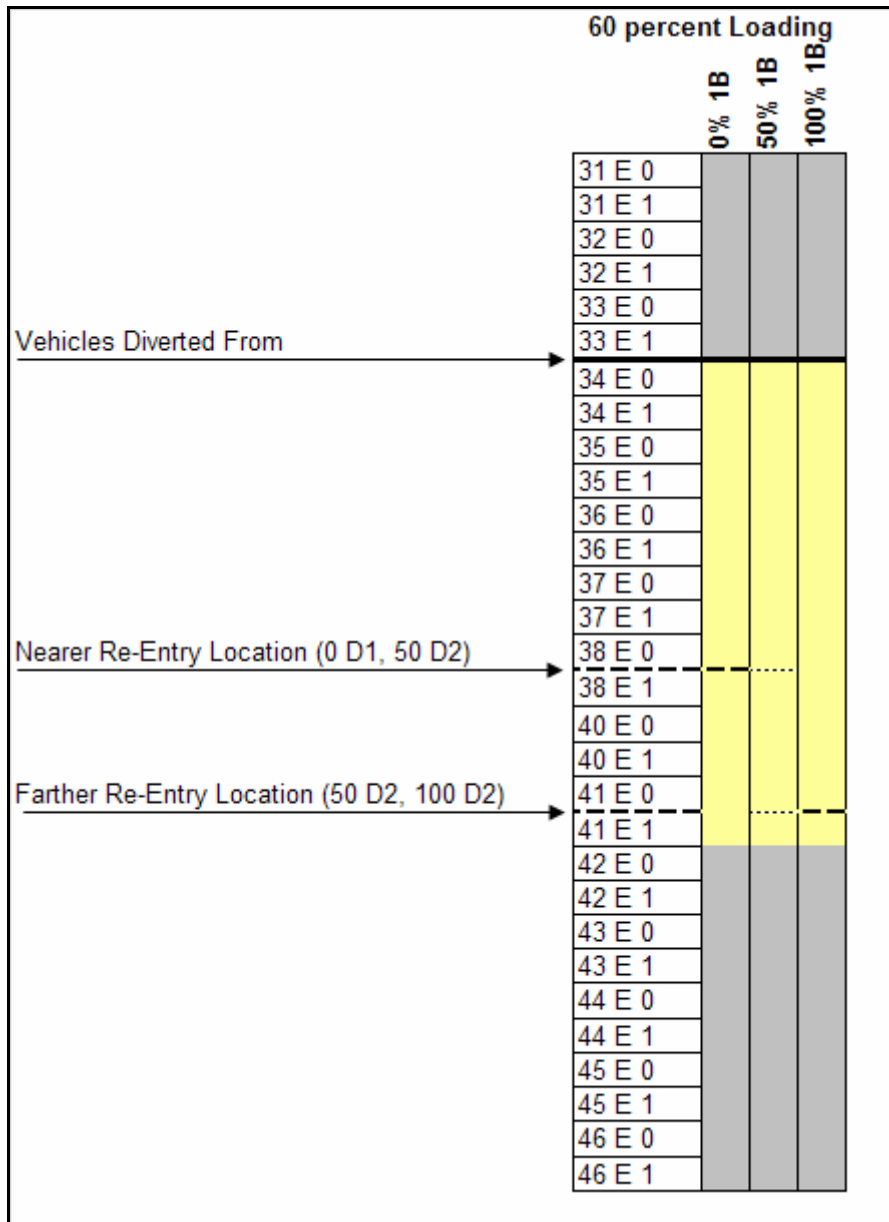 60 percent Loading
0% 1B
50% 1B
100% 1B
31 E 0
31 E 1
32 E 0
32 E 1
33 E 0
Vehicles Diverted From
33 E 1
34 E 0
34 E 1
35 E 0
35 E 1
36 E 0
36 E 1
37 E 0
37 E 1
Nearer Re-Entry Location (0 D1, 50 D2)
38 E 0
38 E 1
40 E 0
40 E 1
Farther Re-Entry Location (50 D2, 100 D2)
41 E 0
41 E 1
42 E 0
42 E 1
43 E 0
43 E 1
44 E 0
44 E 1
45 E 0
45 E 1
46 E 0
46 E 1